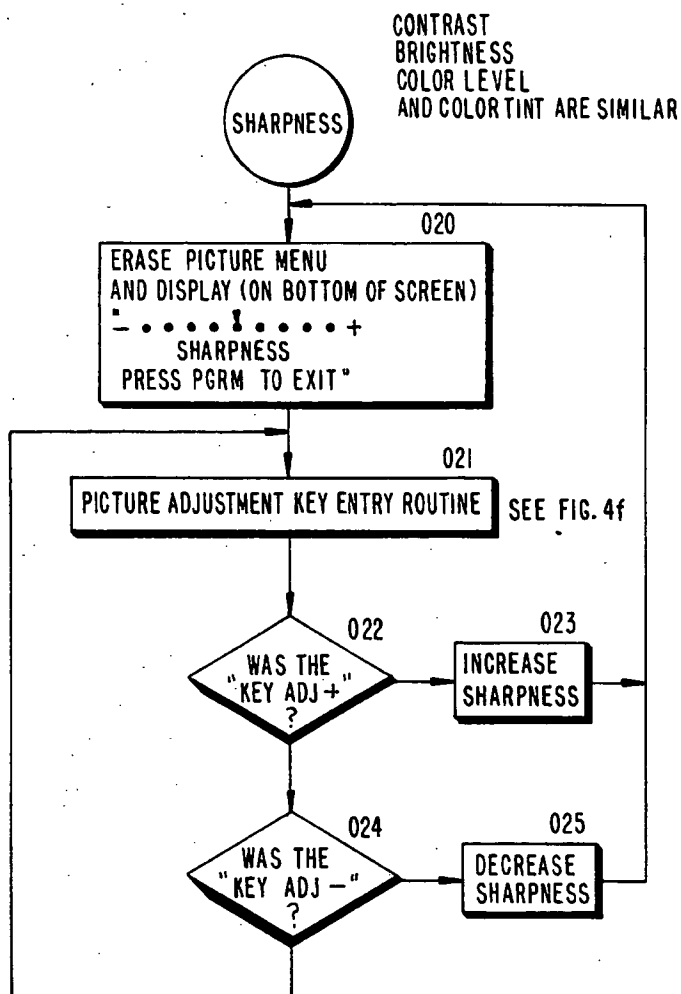 CONTRAST
BRIGHTNESS
COLOR LEVEL
AND COLOR TINT ARE SIMILAR
SHARPNESS
020
ERASE PICTURE MENU
AND DISPLAY (ON BOTTOM OF SCREEN)
"- • • • • • • • • • +
SHARPNESS
PRESS PGRM TO EXIT"
021
PICTURE ADJUSTMENT KEY ENTRY ROUTINE
SEE FIG. 4f
022
WAS THE
"KEY ADJ+"
?
023
INCREASE
SHARPNESS
024
WAS THE
"KEY ADJ-"
?
025
DECREASE
SHARPNESS